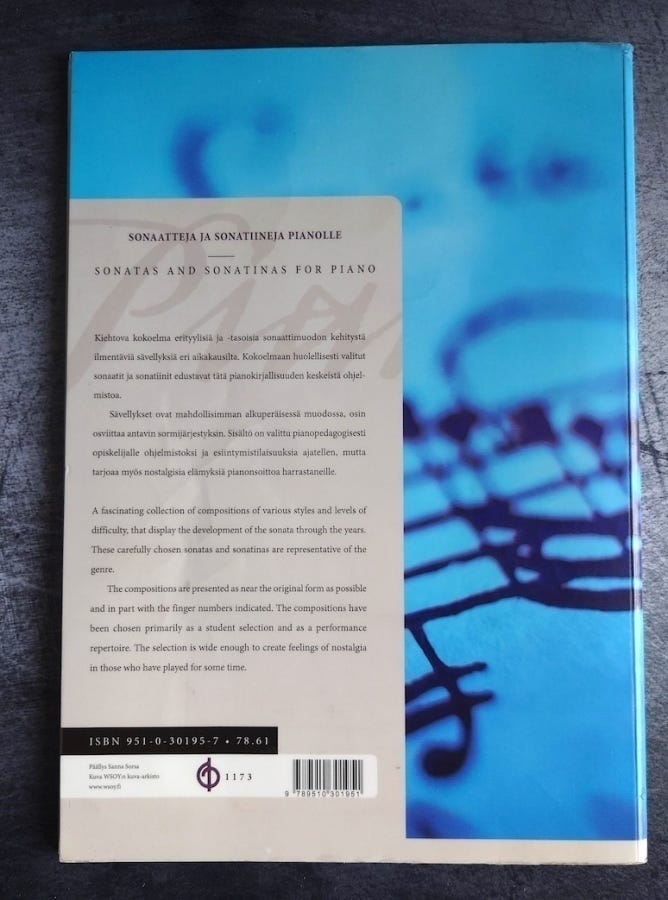 SONAATTEJA JA SONATIINEJA PIANOLLE
SONATAS AND SONATINAS FOR PIANO
Kiehtova kokoelma erityylisiä ja -tasoisia sonaattimuodon kehitystä
ilmentäviä sävellyksiä eri aikakausilta. Kokoelmaan huolellisesti valitut
sonaatit ja sonatiinit edustavat tätä pianokirjallisuuden keskeistä ohjel-
mistoa.
Sävellykset ovat mahdollisimman alkuperäisessä muodossa, osin
osviittaa antavin sormijärjestyksin. Sisältö on valittu pianopedagogisesti
opiskelijalle ohjelmistoksi ja esiintymistilaisuuksia ajatellen, mutta
tarjoaa myös nostalgisia elämyksiä pianonsoittoa harrastaneille.
A fascinating collection of compositions of various styles and levels of
difficulty, that display the development of the sonata through the years.
These carefully chosen sonatas and sonatinas are representative of the
genre.
The compositions are presented as near the original form as possible
and in part with the finger numbers indicated. The compositions have
been chosen primarily as a student selection and as a performance
repertoire. The selection is wide enough to create feelings of nostalgia
in those who have played for some time.
ISBN 951-0-30195-7 • 78.61
Päällys Sanna Sorsa
Kuva WSOY:n kuva-arkisto
www.wsoy.fi
1173
9 789510 301951